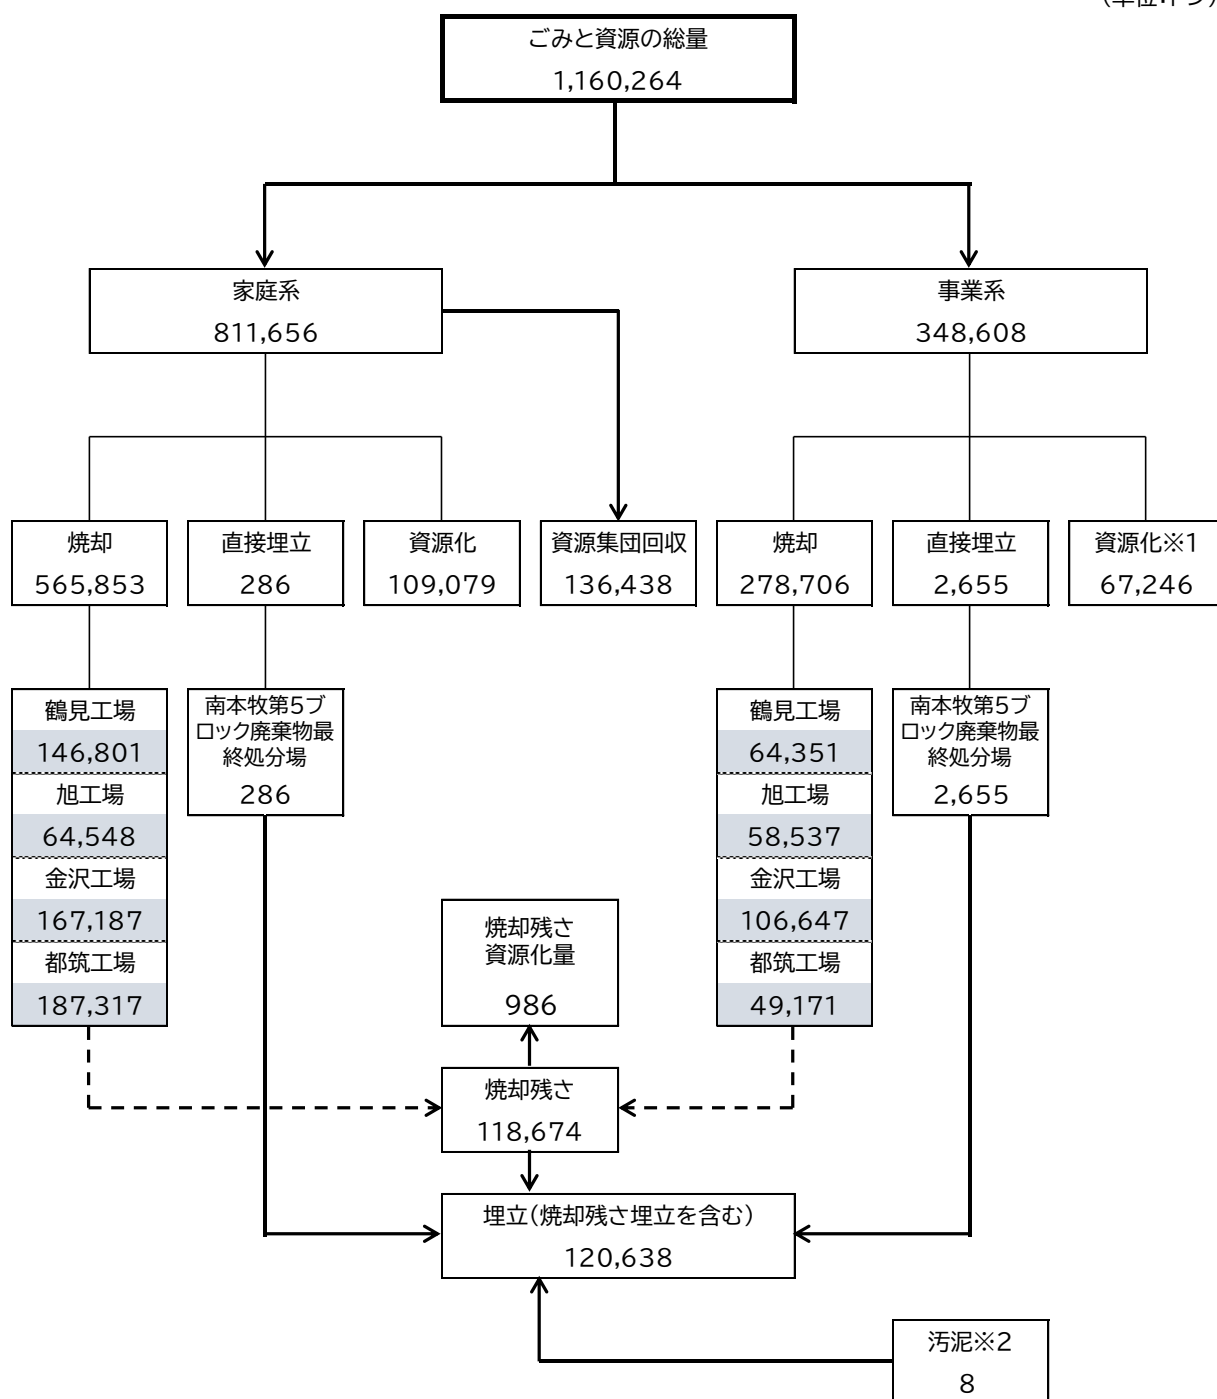 (単位:トン)
ごみと資源の総量
1,160,264
家庭系
811,656
事業系
348,608
焼却
565,853
直接埋立
286
資源化
109,079
資源集団回収
136,438
焼却
278,706
直接埋立
2,655
資源化※1
67,246
鶴見工場
146,801
旭工場
64,548
金沢工場
167,187
都筑工場
187,317
南本牧第5ブ
ロック廃棄物最
終処分場
286
鶴見工場
64,351
旭工場
58,537
金沢工場
106,647
都筑工場
49,171
南本牧第5ブ
ロック廃棄物最
終処分場
2,655
焼却残さ
資源化量
986
焼却残さ
118,674
埋立(焼却残さ埋立を含む)
120,638
汚泥※2
8